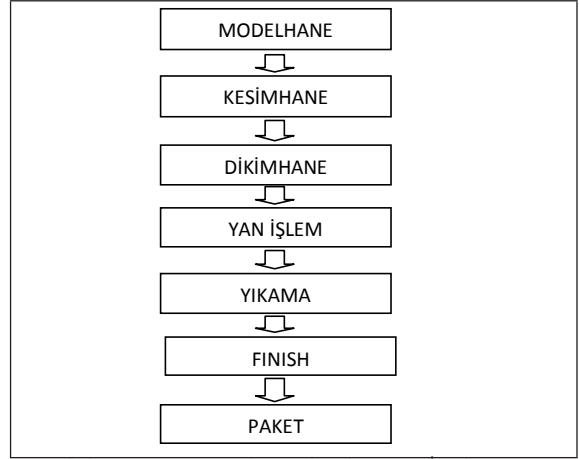 MODELHANE
KESİMHANE
DİKİMHANE
YAN İŞLEM
YIKAMA
FINISH
PAKET